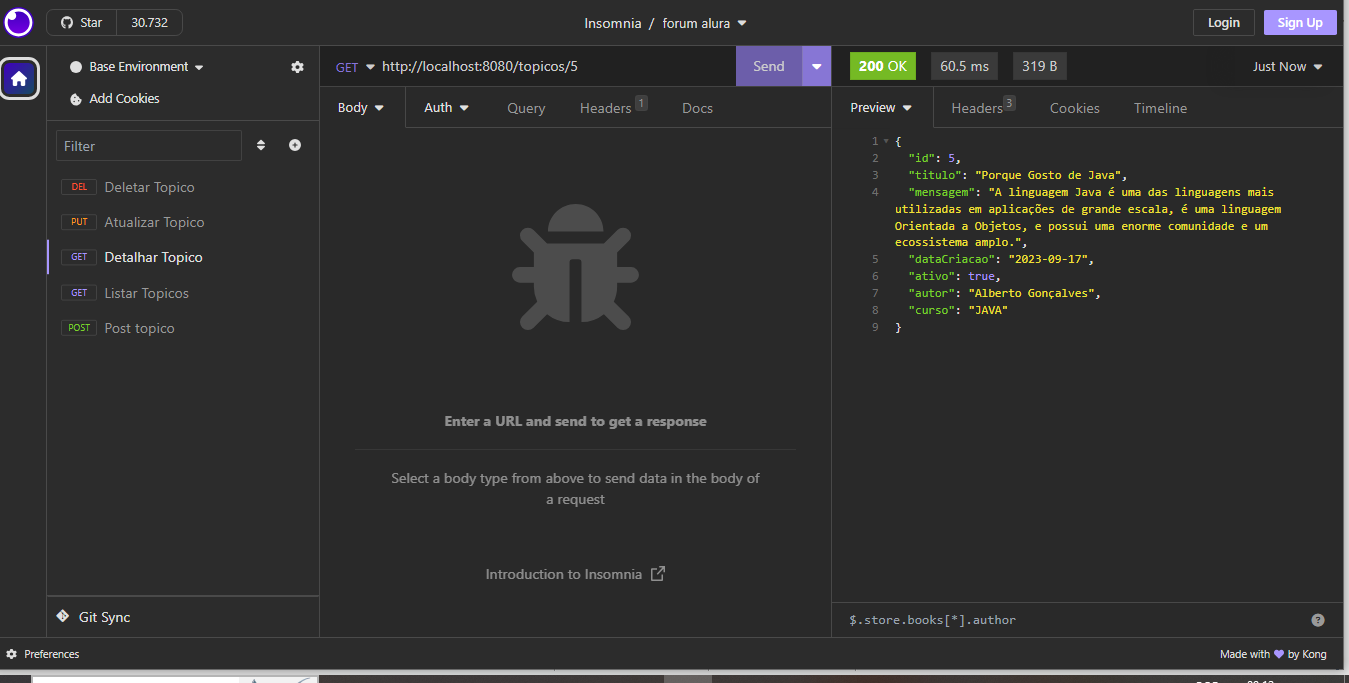 Star 30.732
Insomnia / forum alura
Login
Sign Up
Base Environment
Add Cookies
Filter
DEL Deletar Topico
PUT Atualizar Topico
GET Detalhar Topico
GET Listar Topicos
POST Post topico
Git Sync
GET http://localhost:8080/topicos/5
Send
Body Auth Query Headers 1 Docs
Enter a URL and send to get a response
Select a body type from above to send data in the body of
a request
Introduction to Insomnia
200 OK 60.5 ms 319 B Just Now
Preview Headers 3 Cookies Timeline
1 {
2 "id": 5,
3 "titulo": "Porque Gosto de Java",
4 "mensagem": "A linguagem Java é uma das linguagens mais
utilizadas em aplicações de grande escala, é uma linguagem
Orientada a Objetos, e possui uma enorme comunidade e um
ecossistema amplo.",
5 "dataCriacao": "2023-09-17",
6 "ativo": true,
7 "autor": "Alberto Gonçalves",
8 "curso": "JAVA"
9 }
$.store.books[*].author
?
Preferences
Made with 💜 by Kong